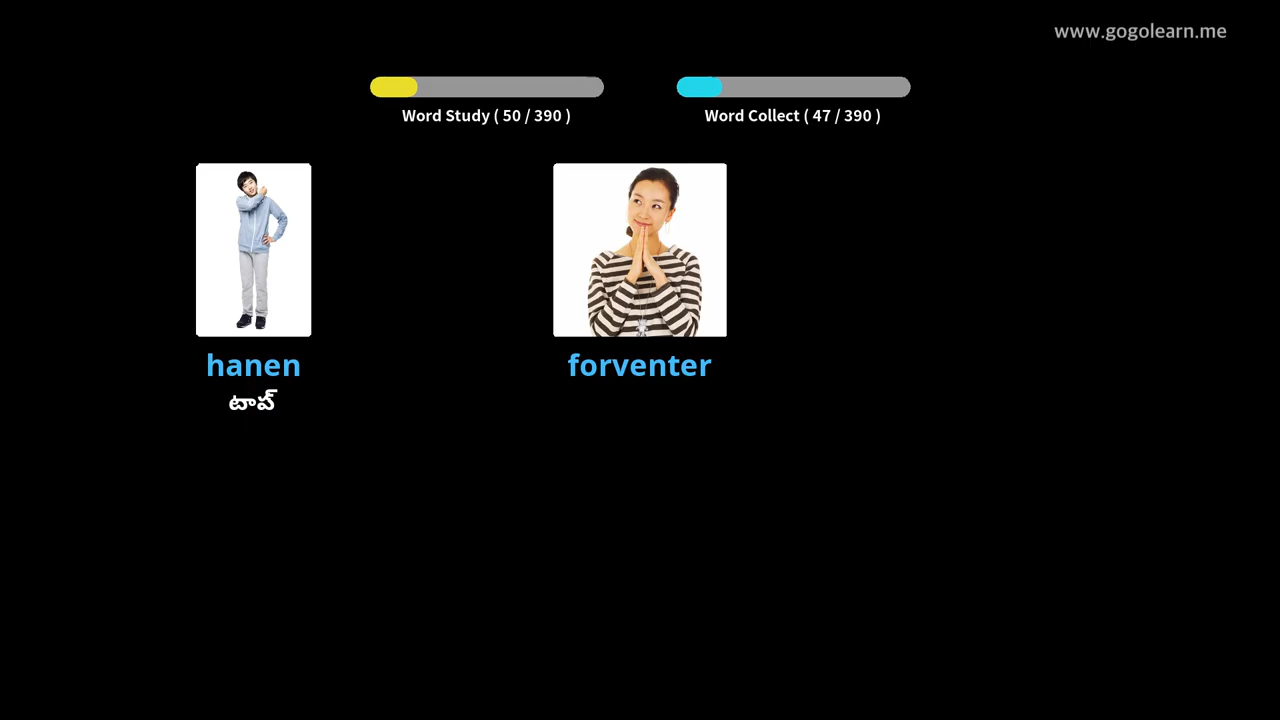 www.gogolearn.me
Word Study ( 50 / 390 )
Word Collect ( 47 / 390 )
hanen
forventer
టాప్